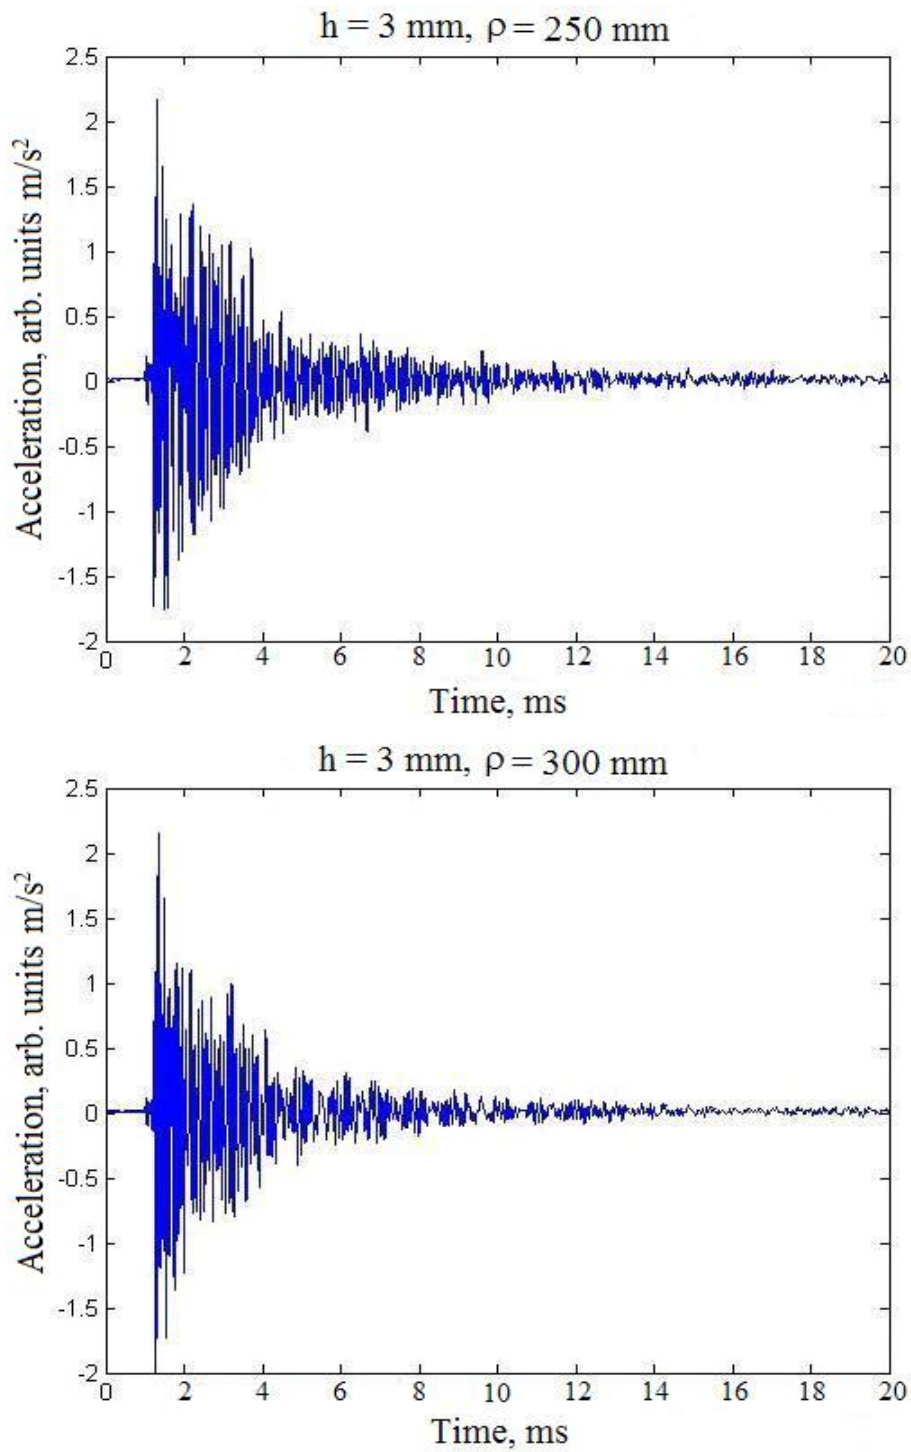 h = 3 mm, ρ = 250 mm
2.5
2
1.5
1
0.5
0
-0.5
-1
-1.5
-2
Acceleration, arb. units m/s²
0 2 4 6 8 10 12 14 16 18 20
Time, ms
h = 3 mm, ρ = 300 mm
2.5
2
1.5
1
0.5
0
-0.5
-1
-1.5
-2
Acceleration, arb. units m/s²
0 2 4 6 8 10 12 14 16 18 20
Time, ms